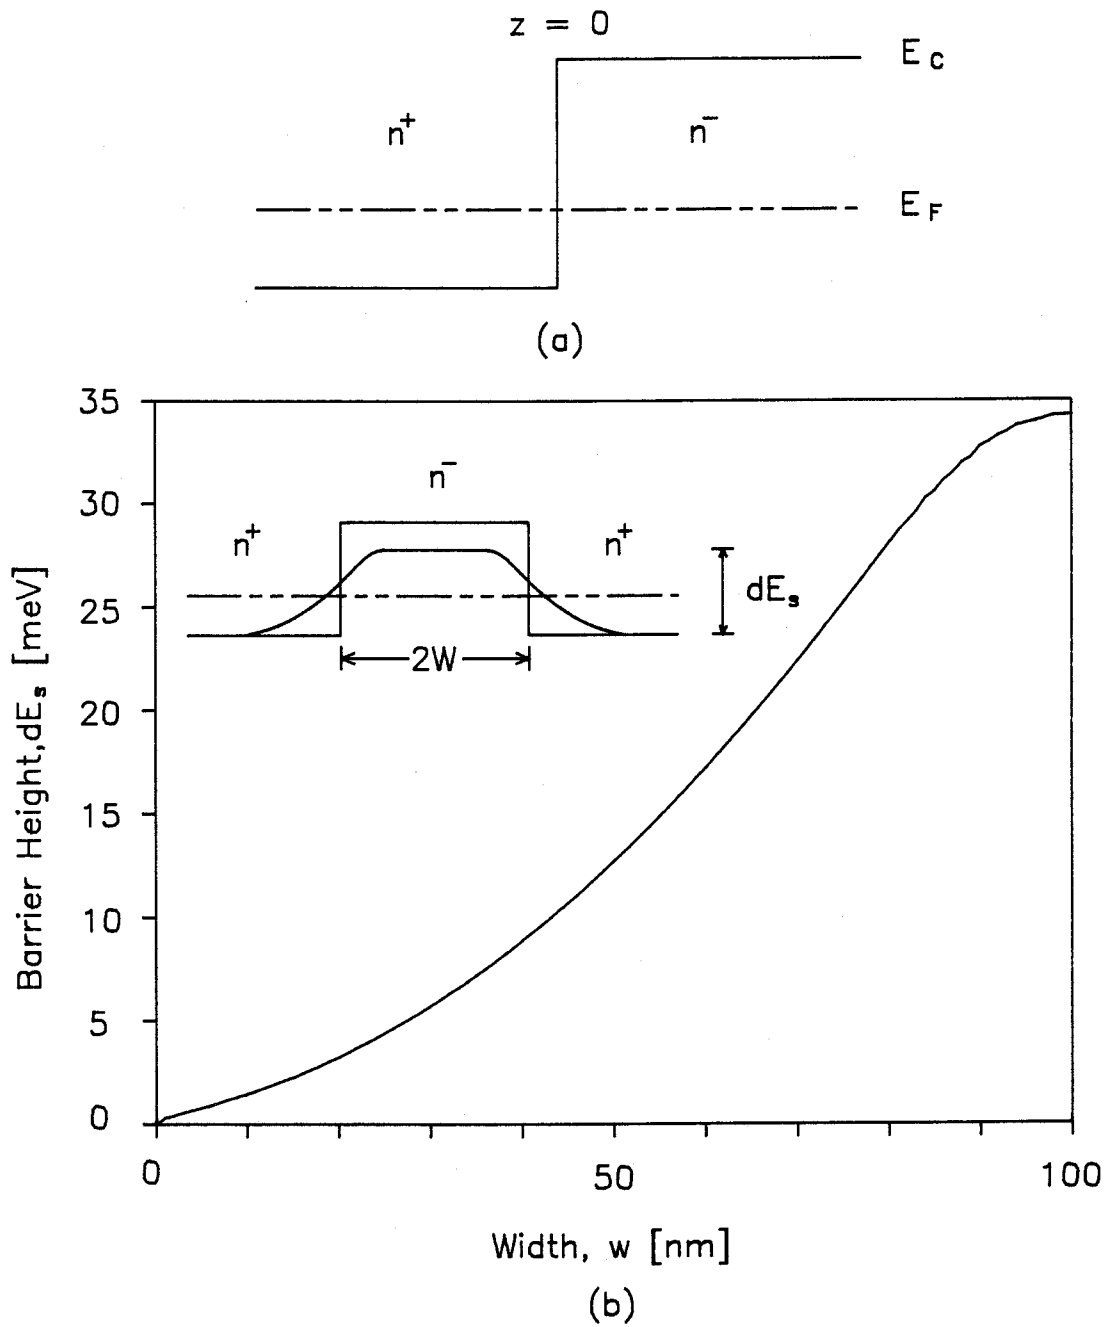 z = 0
E_C
n⁺
n⁻
E_F
(a)
35
30
25
20
15
10
5
0
Barrier Height,dE_s [meV]
n⁻
n⁺
n⁺
dE_s
2W
0
50
100
Width, w [nm]
(b)